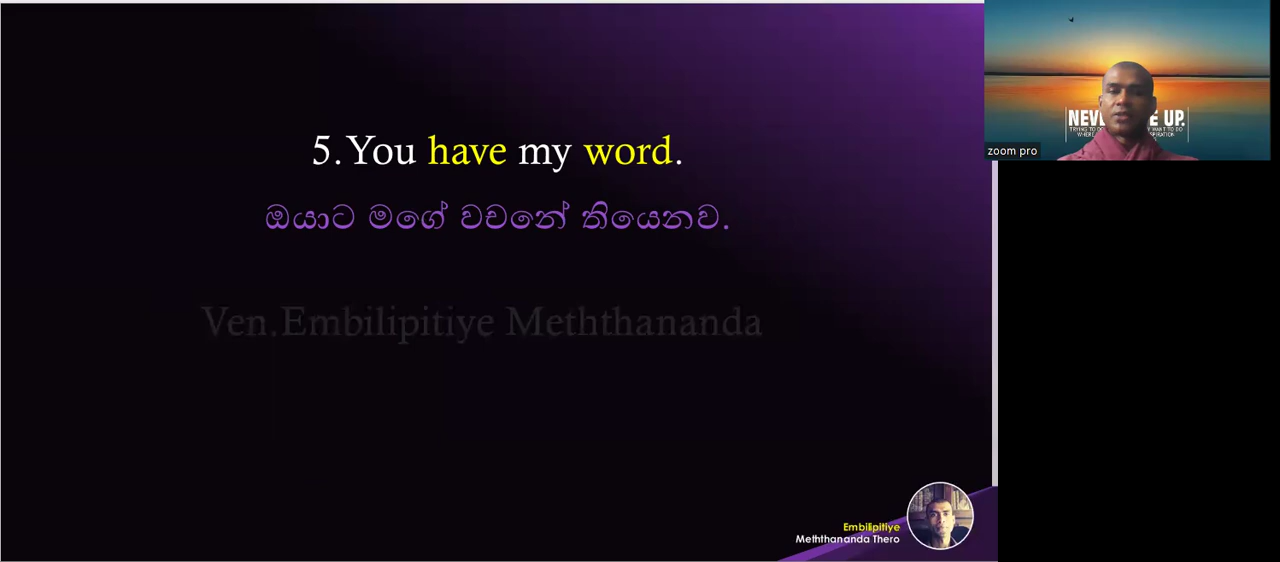 5. You have my word.
ඔයාට මගේ වචනේ තියෙනව.
Ven.Embilipitiye Meththananda
Embilipitiye
Meththananda Thero
zoom pro